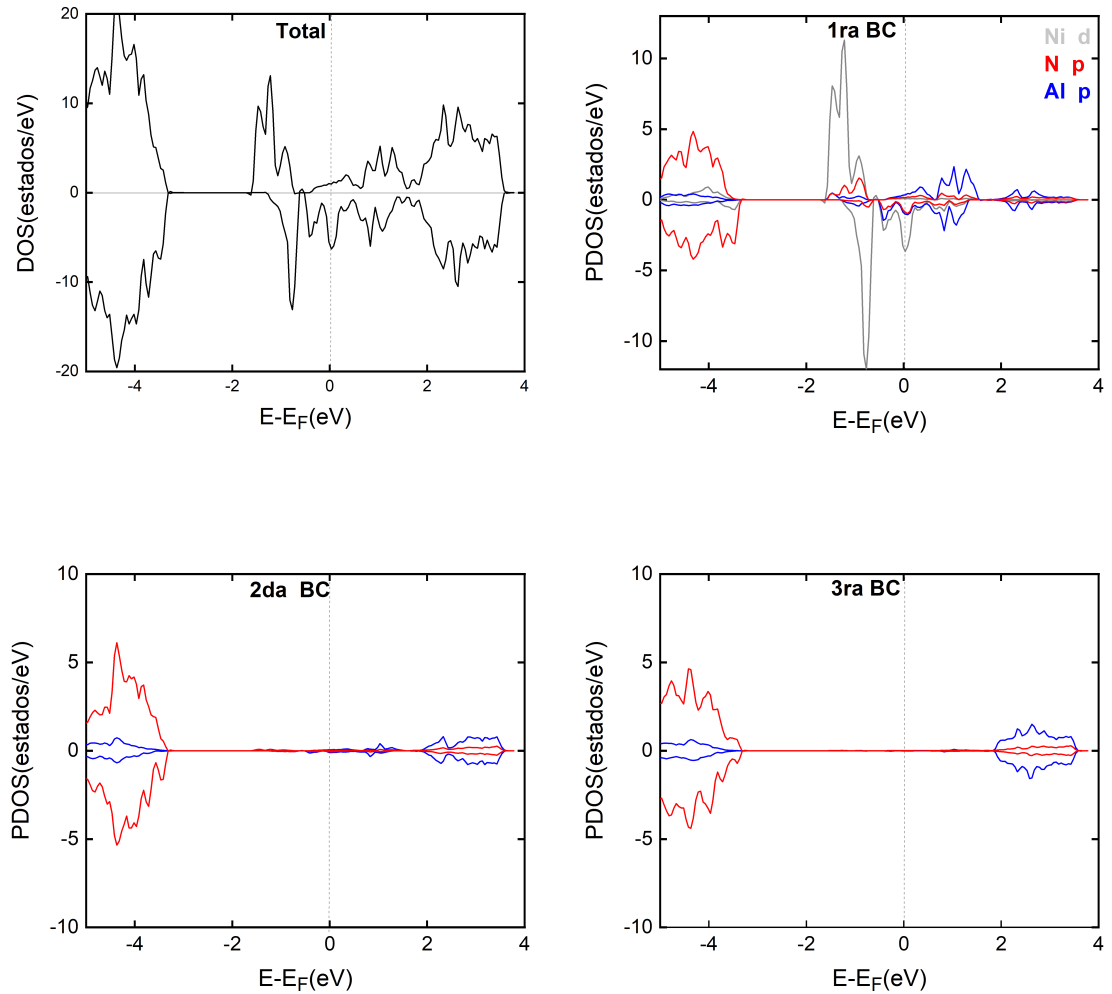 Total
DOS(estados/eV)
20
10
0
-10
-20
-4
-2
0
2
4
E-EF(eV)
1ra BC
Ni d
N p
Al p
PDOS(estados/eV)
10
5
0
-5
-10
-4
-2
0
2
4
E-EF(eV)
2da BC
PDOS(estados/eV)
10
5
0
-5
-10
-4
-2
0
2
4
E-EF(eV)
3ra BC
PDOS(estados/eV)
10
5
0
-5
-10
-4
-2
0
2
4
E-EF(eV)